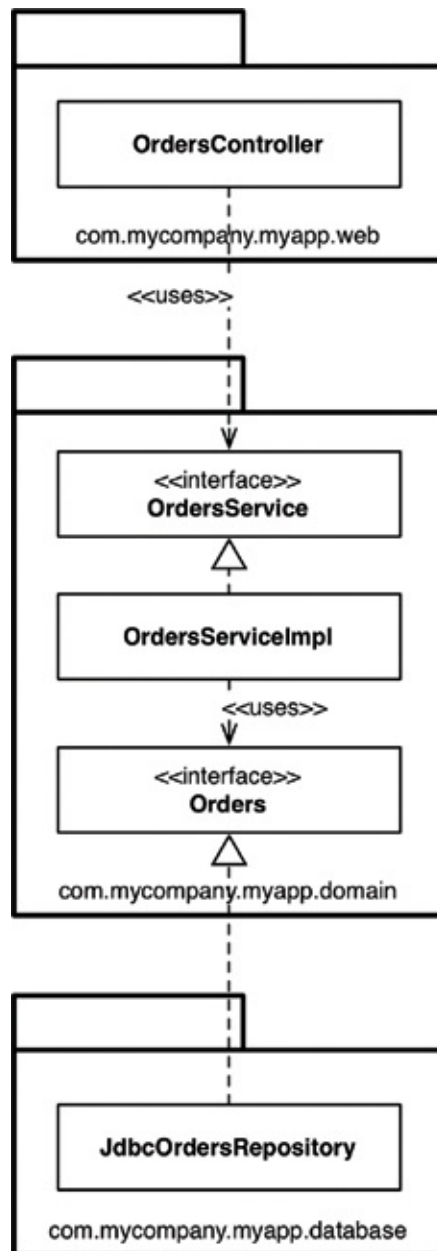 OrdersController
com.mycompany.myapp.web
<<uses>>
<<interface>>
OrdersService
OrdersServiceImpl
<<uses>>
<<interface>>
Orders
com.mycompany.myapp.domain
JdbcOrdersRepository
com.mycompany.myapp.database